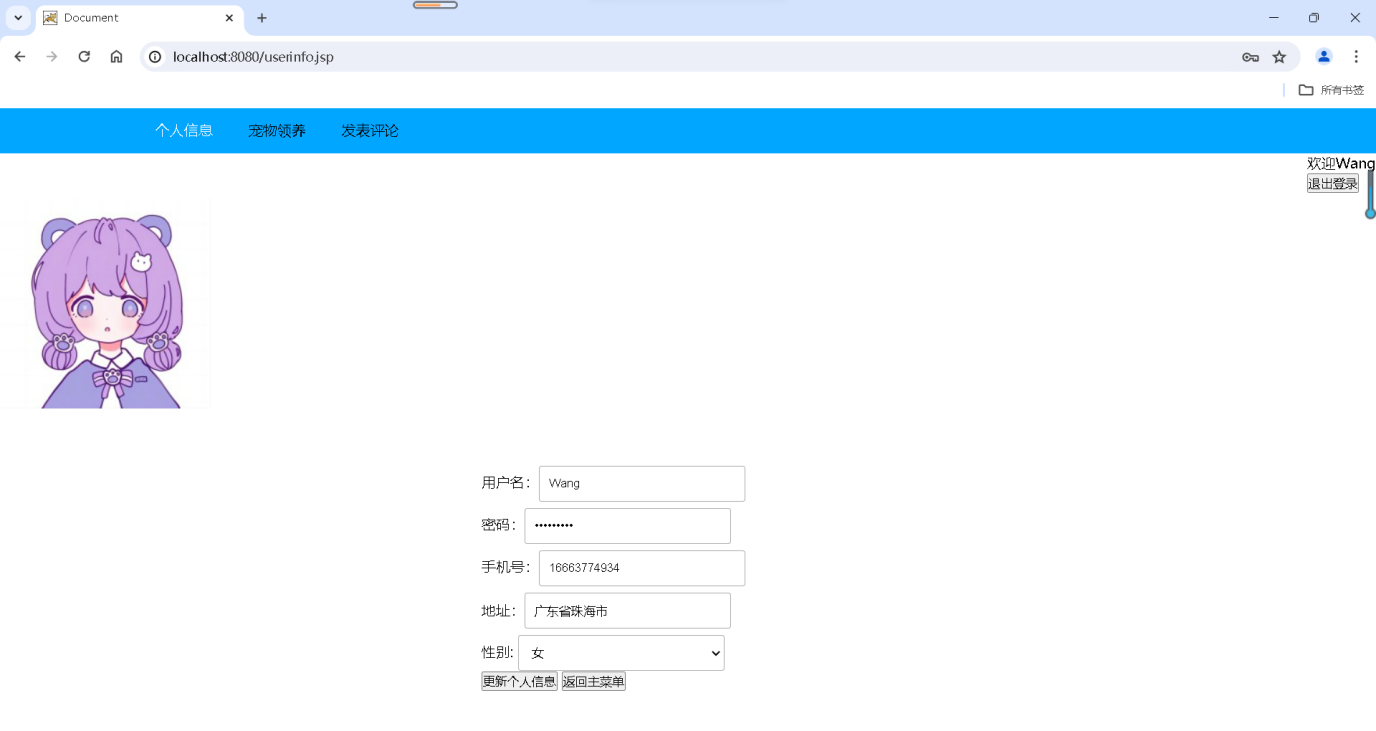 Document
localhost:8080/userinfo.jsp
所有书签
个人信息 宠物领养 发表评论
欢迎Wang
退出登录
用户名： Wang
密码： •••••••••
手机号： 16663774934
地址： 广东省珠海市
性别: 女
更新个人信息 返回主菜单